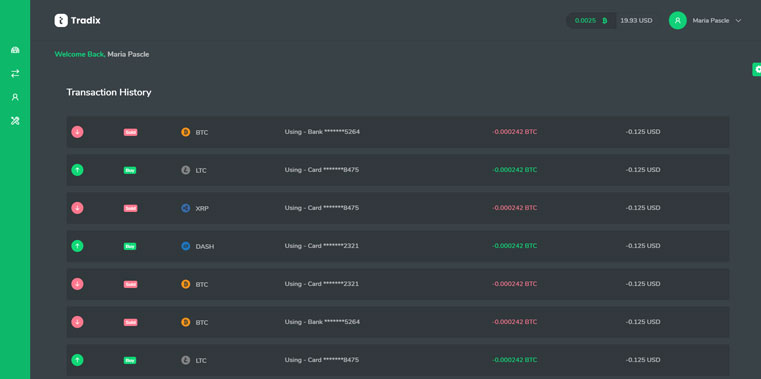 Tradix
0.0025 ₿ 19.93 USD
Maria Pascle
Welcome Back, Maria Pascle
Transaction History
Sold BTC Using - Bank *******5264 -0.000242 BTC -0.125 USD
Buy LTC Using - Card *******8475 -0.000242 BTC -0.125 USD
Sold XRP Using - Card *******8475 -0.000242 BTC -0.125 USD
Buy DASH Using - Card *******2321 -0.000242 BTC -0.125 USD
Sold BTC Using - Card *******2321 -0.000242 BTC -0.125 USD
Sold BTC Using - Bank *******5264 -0.000242 BTC -0.125 USD
Buy LTC Using - Card *******8475 -0.000242 BTC -0.125 USD